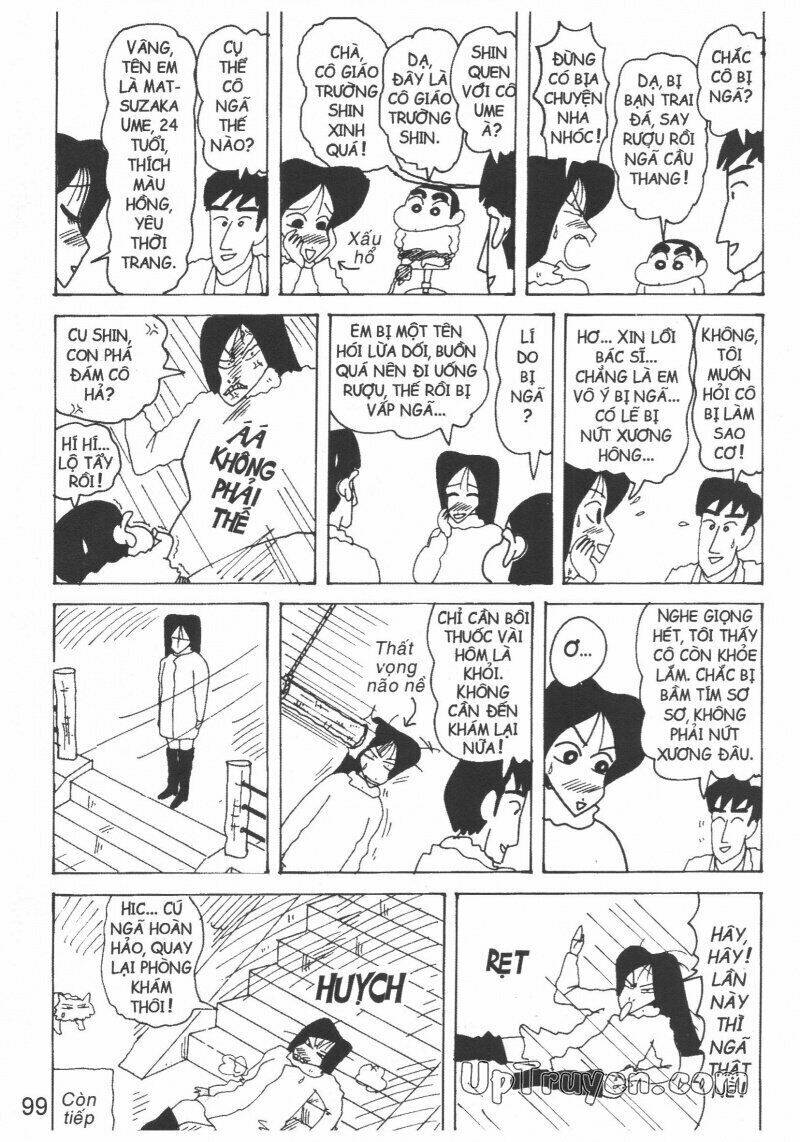 CHẮC
CÔ BỊ
NGÃ?
DẠ, BỊ
BẠN TRAI
ĐÁ, SAY
RƯỢU RỒI
NGÃ CẦU
THANG!
ĐỪNG
CÓ BỊA
CHUYỆN
NHA
NHÓC!
SHIN
QUEN
VỚI CÔ
UME
À?
DẠ,
ĐÂY LÀ
CÔ GIÁO
TRƯỜNG
SHIN.
CHÀ,
CÔ GIÁO
TRƯỜNG
SHIN
XINH
QUÁ!
Xấu
hổ
CỤ
THỂ
CÔ
NGÃ
THẾ
NÀO?
VÂNG,
TÊN EM
LÀ MAT-
SUZAKA
UME, 24
TUỔI,
THÍCH
MÀU
HỒNG,
YÊU
THỜI
TRANG.
KHÔNG,
TÔI
MUỐN
HỎI CÔ
BỊ LÀM
SAO
CƠ!
HƠ... XIN LỖI
BÁC SĨ...
CHẲNG LÀ EM
VÔ Ý BỊ NGÃ...
CÓ LẼ BỊ
NỨT XƯƠNG
HÔNG...
LÍ
DO
BỊ
NGÃ
?
EM BỊ MỘT TÊN
HÓI LỪA DỐI, BUỒN
QUÁ NÊN ĐI UỐNG
RƯỢU, THẾ RỒI BỊ
VẤP NGÃ...
CU SHIN,
CON PHÁ
ĐÁM CÔ
HẢ?
ÁÁ
KHÔNG
PHẢI
THẾ
HÍ HÍ...
LỘ TẨY
RỒI!
NGHE GIỌNG
HÉT, TÔI THẤY
CÔ CÒN KHỎE
LẮM. CHẮC BỊ
BẦM TÍM SƠ
SƠ, KHÔNG
PHẢI NỨT
XƯƠNG ĐÂU.
Ơ...
CHỈ CẦN BÔI
THUỐC VÀI
HÔM LÀ
KHỎI.
KHÔNG
CẦN ĐẾN
KHÁM LẠI
NỮA!
Thất
vọng
não nề
HÂY,
HÂY!
LẦN
NÀY
THÌ
NGÃ
THẬT
NÈ!
RẸT
HIC... CÚ
NGÃ HOÀN
HẢO, QUAY
LẠI PHÒNG
KHÁM
THÔI!
HUỴCH
Còn
tiếp
99
UpTruyen.com